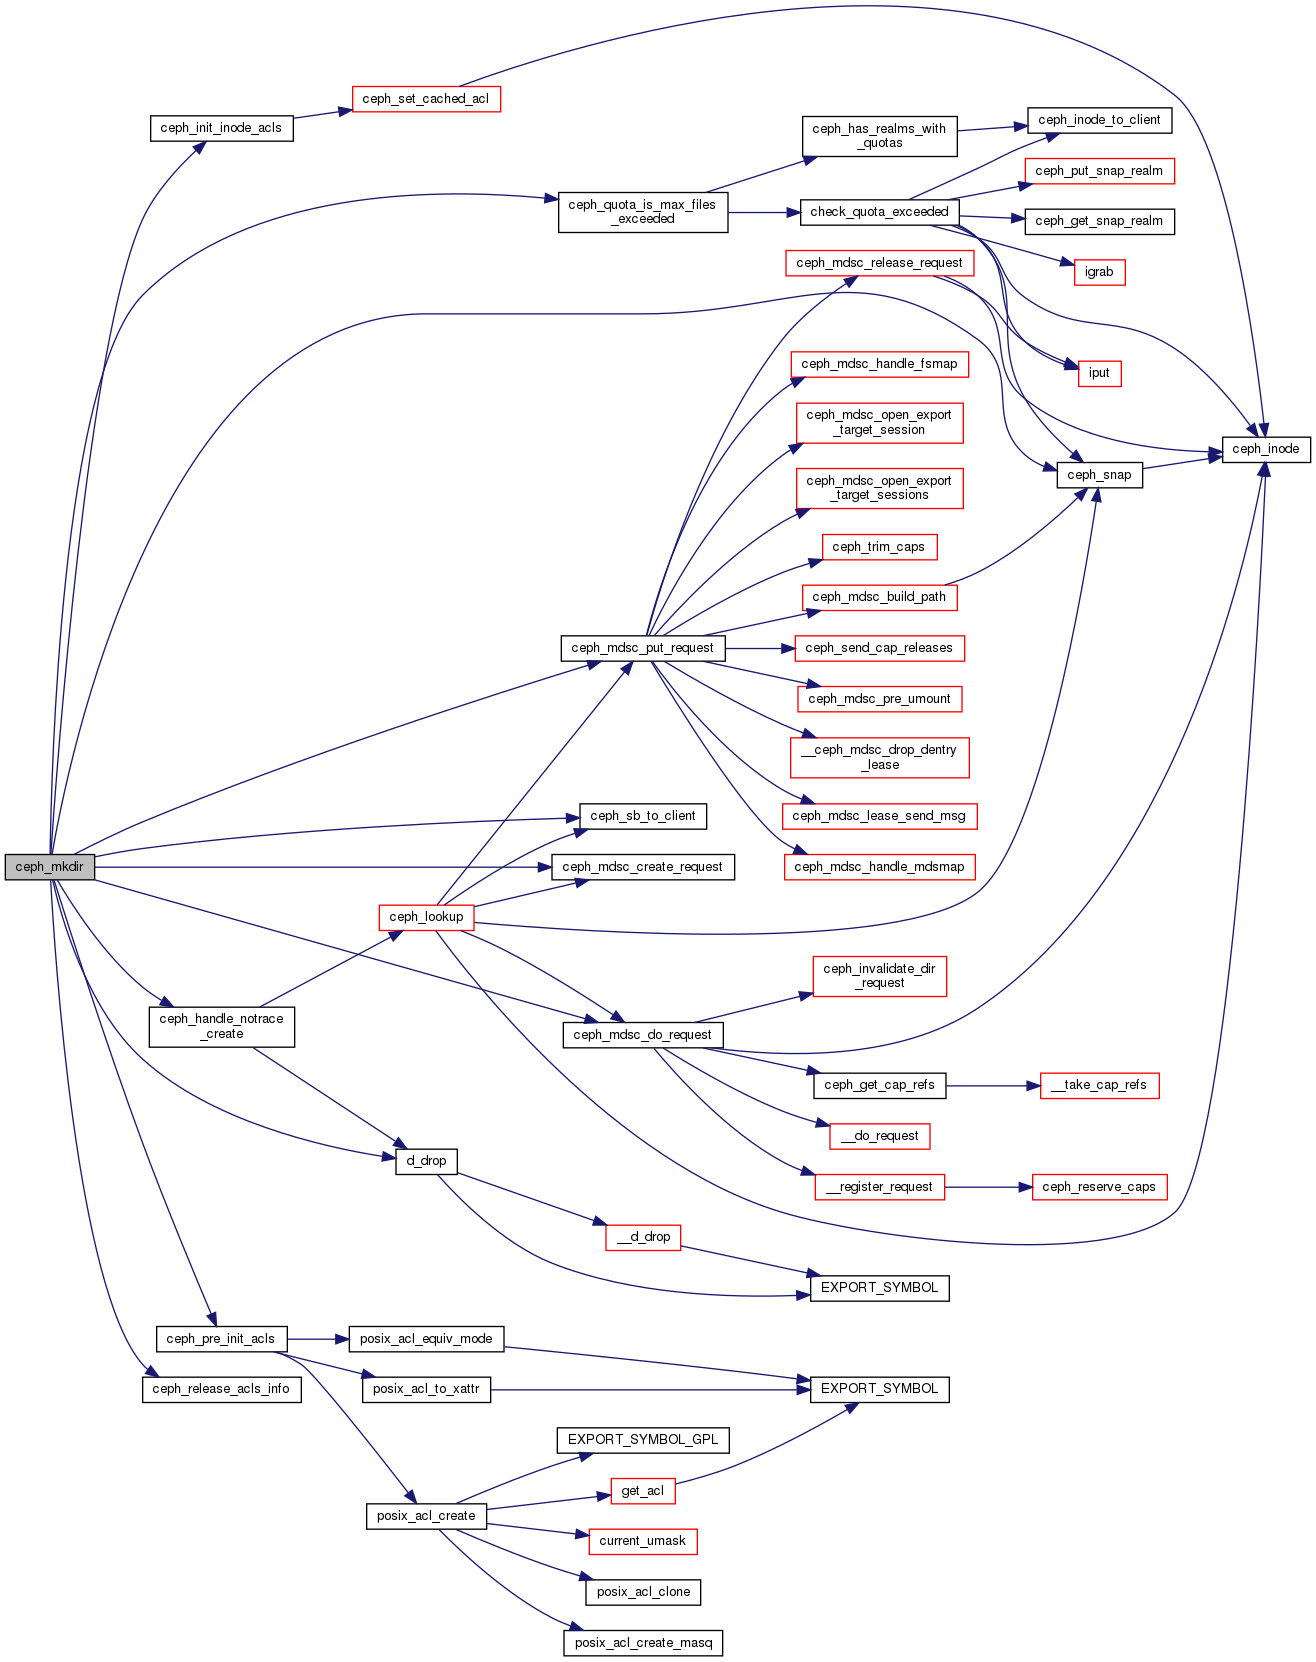 ceph_set_cached_acl
ceph_init_inode_acls
ceph_has_realms_with
_quotas
ceph_inode_to_client
ceph_put_snap_realm
ceph_quota_is_max_files
_exceeded
check_quota_exceeded
ceph_get_snap_realm
ceph_mdsc_release_request
igrab
ceph_mdsc_handle_fsmap
iput
ceph_mdsc_open_export
_target_session
ceph_inode
ceph_snap
ceph_mdsc_open_export
_target_sessions
ceph_trim_caps
ceph_mdsc_build_path
ceph_mdsc_put_request
ceph_send_cap_releases
ceph_mdsc_pre_umount
__ceph_mdsc_drop_dentry
_lease
ceph_sb_to_client
ceph_mdsc_lease_send_msg
ceph_mkdir
ceph_mdsc_create_request
ceph_mdsc_handle_mdsmap
ceph_lookup
ceph_invalidate_dir
_request
ceph_handle_notrace
_create
ceph_mdsc_do_request
ceph_get_cap_refs
__take_cap_refs
__do_request
d_drop
__register_request
ceph_reserve_caps
__d_drop
EXPORT_SYMBOL
ceph_pre_init_acls
posix_acl_equiv_mode
ceph_release_acls_info
posix_acl_to_xattr
EXPORT_SYMBOL
EXPORT_SYMBOL_GPL
get_acl
posix_acl_create
current_umask
posix_acl_clone
posix_acl_create_masq